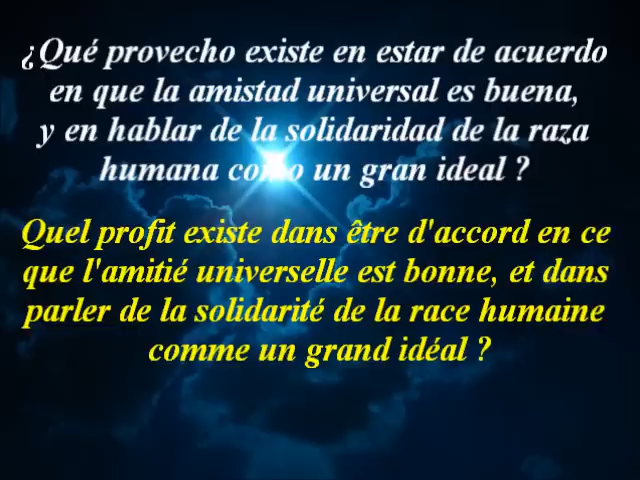 ¿Qué provecho existe en estar de acuerdo
en que la amistad universal es buena,
y en hablar de la solidaridad de la raza
humana como un gran ideal ?
Quel profit existe dans être d'accord en ce
que l'amitié universelle est bonne, et dans
parler de la solidarité de la race humaine
comme un grand idéal ?